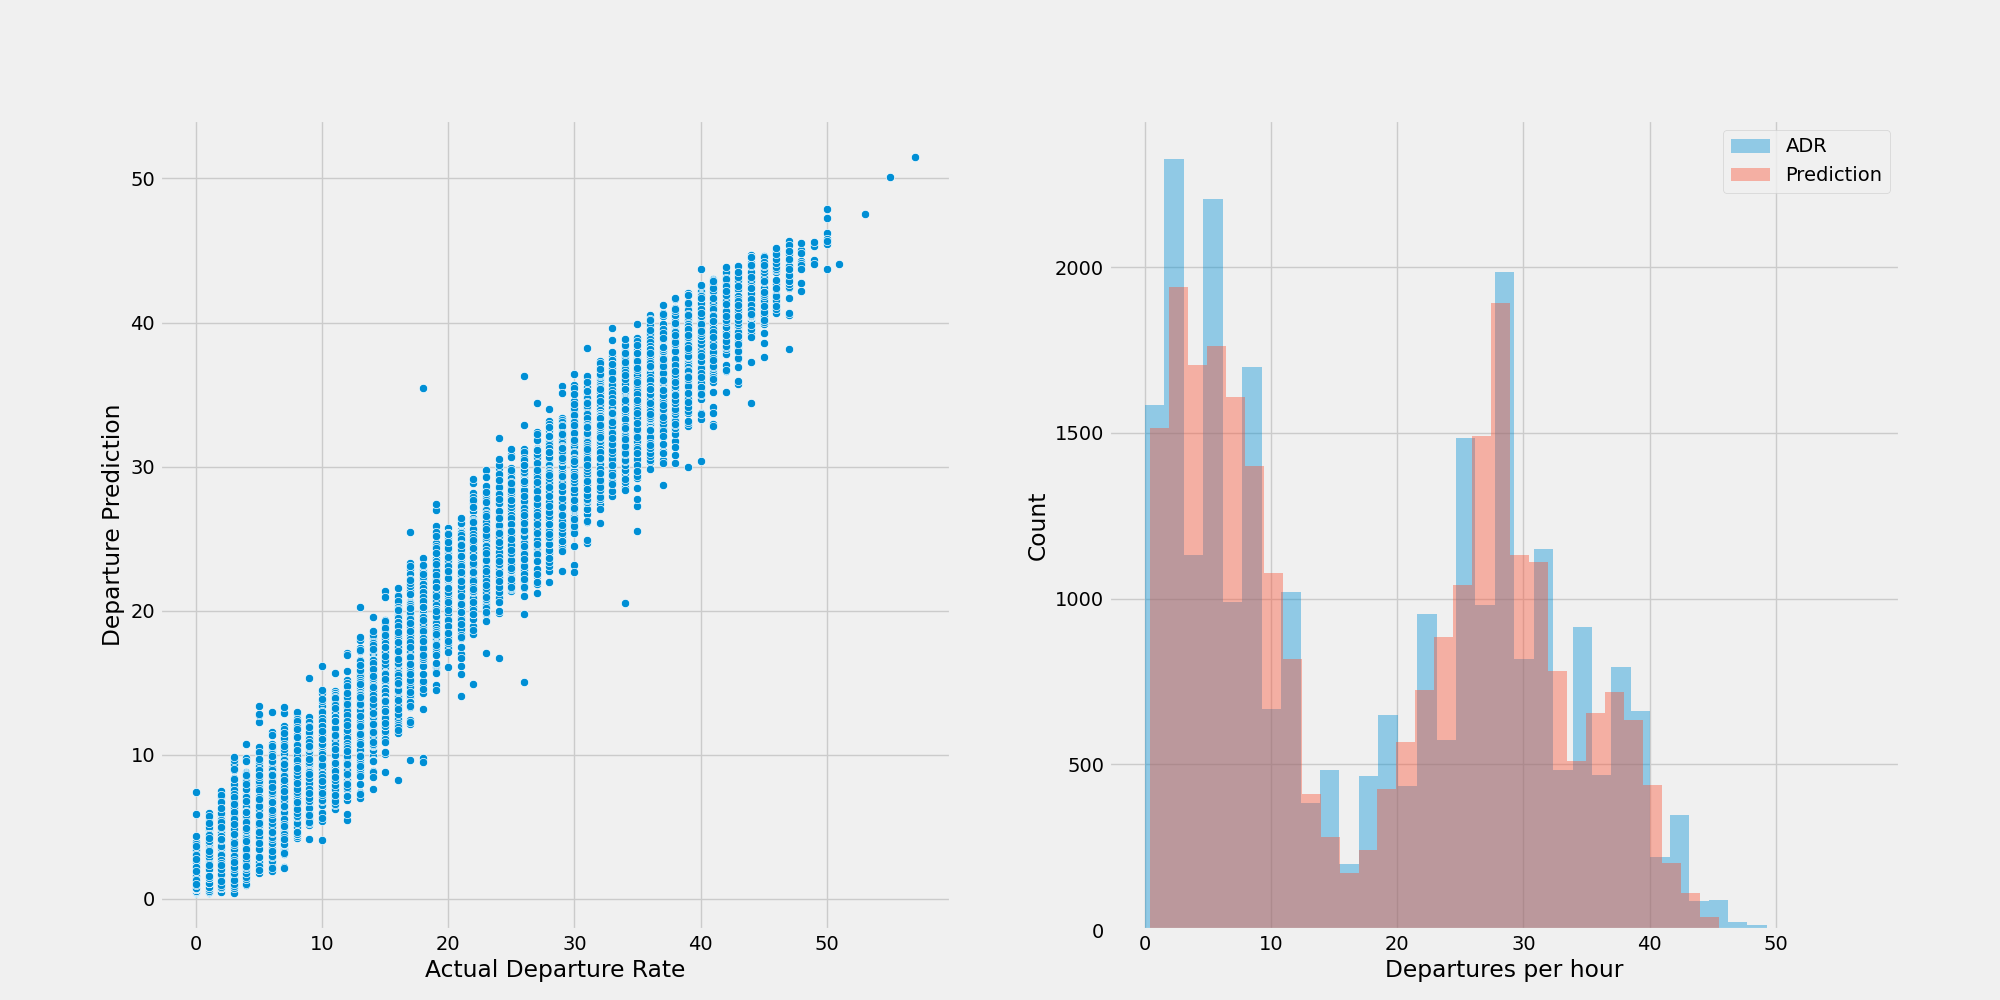 50
40
30
20
10
0
Departure Prediction
0 10 20 30 40 50
Actual Departure Rate
ADR
Prediction
2000
1500
1000
500
0
Count
0 10 20 30 40 50
Departures per hour